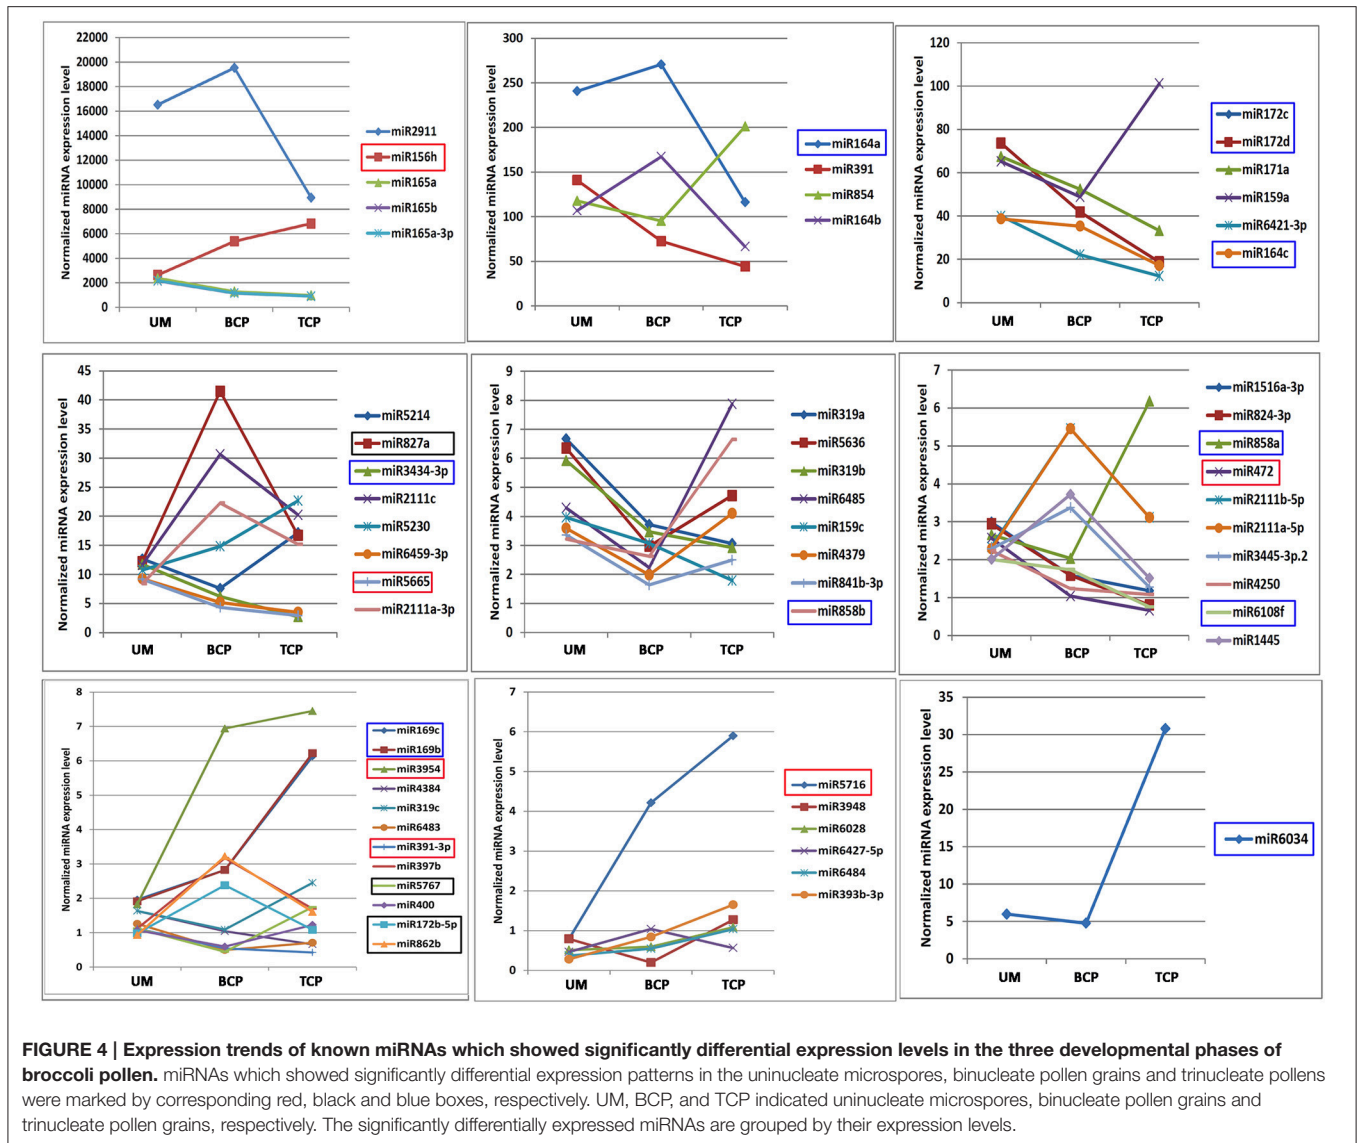 Normalized miRNA expression level
22000
20000
18000
16000
14000
12000
10000
8000
6000
4000
2000
0
UM BCP TCP
miR2911
miR156h
miR165a
miR165b
miR165a-3p
Normalized miRNA expression level
300
250
200
150
100
50
0
UM BCP TCP
miR164a
miR391
miR854
miR164b
Normalized miRNA expression level
120
100
80
60
40
20
0
UM BCP TCP
miR172c
miR172d
miR171a
miR159a
miR6421-3p
miR164c
Normalized miRNA expression level
45
40
35
30
25
20
15
10
5
0
UM BCP TCP
miR5214
miR827a
miR3434-3p
miR2111c
miR5230
miR6459-3p
miR5665
miR2111a-3p
Normalized miRNA expression level
9
8
7
6
5
4
3
2
1
0
UM BCP TCP
miR319a
miR5636
miR319b
miR6485
miR159c
miR4379
miR841b-3p
miR858b
Normalized miRNA expression level
7
6
5
4
3
2
1
0
UM BCP TCP
miR1516a-3p
miR824-3p
miR858a
miR472
miR2111b-5p
miR2111a-5p
miR3445-3p.2
miR4250
miR6108f
miR1445
Normalized miRNA expression level
8
7
6
5
4
3
2
1
0
UM BCP TCP
miR169c
miR169b
miR3954
miR4384
miR319c
miR6483
miR391-3p
miR397b
miR5767
miR400
miR172b-5p
miR862b
Normalized miRNA expression level
7
6
5
4
3
2
1
0
UM BCP TCP
miR5716
miR3948
miR6028
miR6427-5p
miR6484
miR393b-3p
Normalized miRNA expression level
35
30
25
20
15
10
5
0
UM BCP TCP
miR6034
FIGURE 4 | Expression trends of known miRNAs which showed significantly differential expression levels in the three developmental phases of
broccoli pollen. miRNAs which showed significantly differential expression patterns in the uninucleate microspores, binucleate pollen grains and trinucleate pollens
were marked by corresponding red, black and blue boxes, respectively. UM, BCP, and TCP indicated uninucleate microspores, binucleate pollen grains and
trinucleate pollen grains, respectively. The significantly differentially expressed miRNAs are grouped by their expression levels.